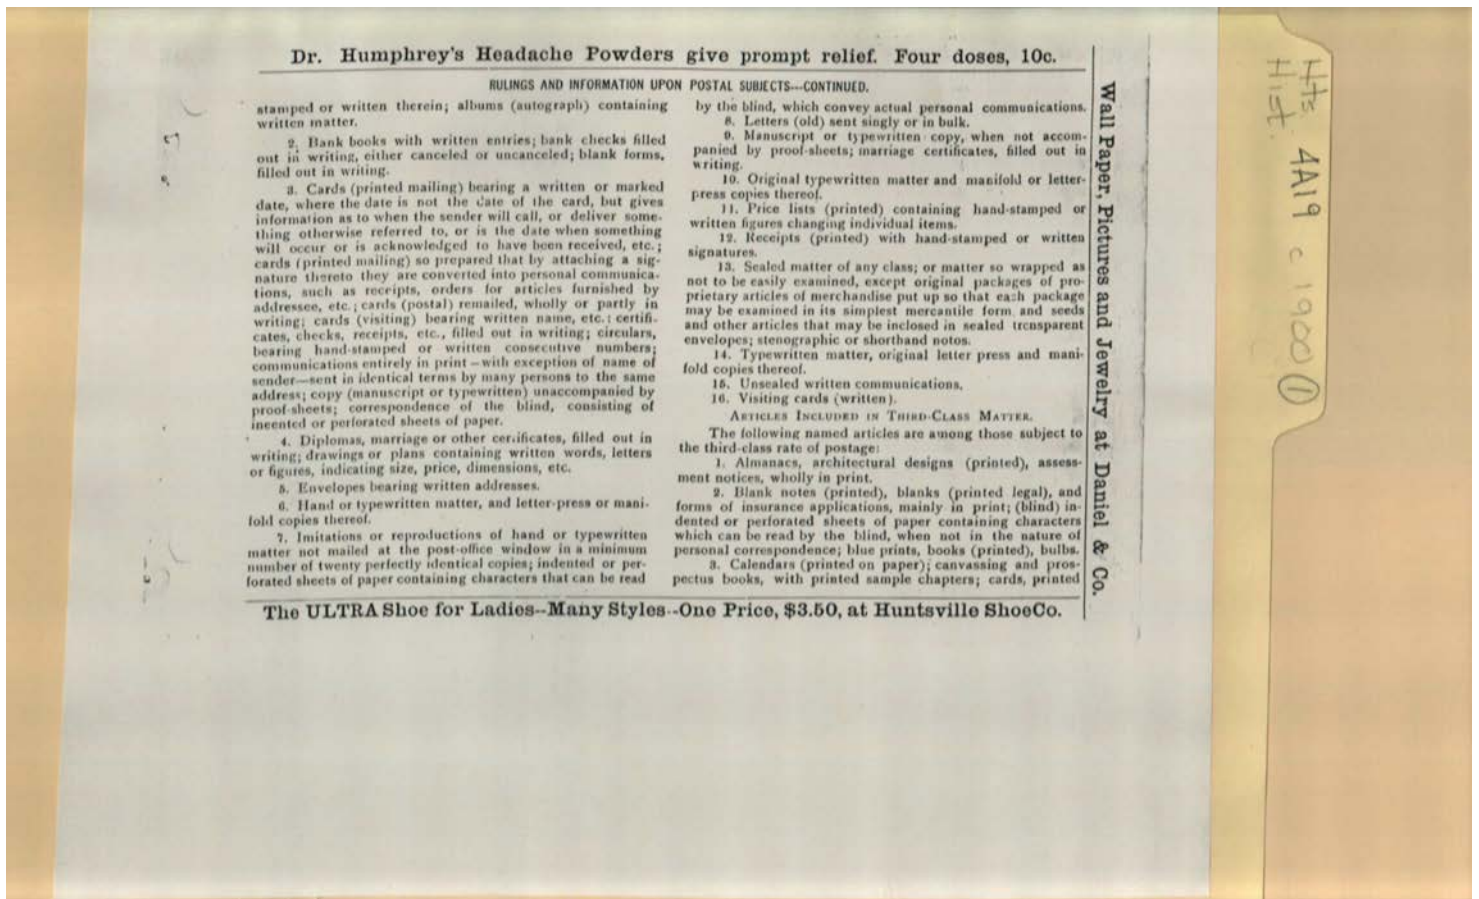 Dr. Humphrey's Headache Powders give prompt relief. Four doses, 10c.
RULINGS AND INFORMATION UPON POSTAL SUBJECTS---CONTINUED.
stamped or written therein; albums (autograph) containing
written matter.
2. Bank books with written entries; bank checks filled
out in writing, either canceled or uncanceled; blank forms,
filled out in writing.
3. Cards (printed mailing) bearing a written or marked
date, where the date is not the date of the card, but gives
information as to when the sender will call, or deliver some-
thing otherwise referred to, or is the date when something
will occur or is acknowledged to have been received, etc.;
cards (printed mailing) so prepared that by attaching a sig-
nature thereto they are converted into personal communica-
tions, such as receipts, orders for articles furnished by
addressee, etc.; cards (postal) remailed, wholly or partly in
writing; cards (visiting) bearing written name, etc.: certifi-
cates, checks, receipts, etc., filled out in writing; circulars,
bearing hand-stamped or written consecutive numbers;
communications entirely in print—with exception of name of
sender—sent in identical terms by many persons to the same
address; copy (manuscript or typewritten) unaccompanied by
proof-sheets; correspondence of the blind, consisting of
incented or perforated sheets of paper.
4. Diplomas, marriage or other certificates, filled out in
writing; drawings or plans containing written words, letters
or figures, indicating size, price, dimensions, etc.
5. Envelopes bearing written addresses.
6. Hand or typewritten matter, and letter-press or mani-
fold copies thereof.
7. Imitations or reproductions of hand or typewritten
matter not mailed at the post-office window in a minimum
number of twenty perfectly identical copies; indented or per-
forated sheets of paper containing characters that can be read
by the blind, which convey actual personal communications.
8. Letters (old) sent singly or in bulk.
9. Manuscript or typewritten copy, when not accom-
panied by proof-sheets; marriage certificates, filled out in
writing.
10. Original typewritten matter and manifold or letter-
press copies thereof.
11. Price lists (printed) containing hand-stamped or
written figures changing individual items.
12. Receipts (printed) with hand-stamped or written
signatures.
13. Sealed matter of any class; or matter so wrapped as
not to be easily examined, except original packages of pro-
prietary articles of merchandise put up so that each package
may be examined in its simplest mercantile form and seeds
and other articles that may be inclosed in sealed trcnsparent
envelopes; stenographic or shorthand notos.
14. Typewritten matter, original letter press and mani-
fold copies thereof.
15. Unsealed written communications.
16. Visiting cards (written).
ARTICLES INCLUDED IN THIRD-CLASS MATTER.
The following named articles are among those subject to
the third-class rate of postage:
1. Almanacs, architectural designs (printed), assess-
ment notices, wholly in print.
2. Blank notes (printed), blanks (printed legal), and
forms of insurance applications, mainly in print; (blind) in-
dented or perforated sheets of paper containing characters
which can be read by the blind, when not in the nature of
personal correspondence; blue prints, books (printed), bulbs.
3. Calendars (printed on paper); canvassing and pros-
pectus books, with printed sample chapters; cards, printed
The ULTRA Shoe for Ladies--Many Styles--One Price, $3.50, at Huntsville ShoeCo.
Wall Paper, Pictures and Jewelry at Daniel & Co.
Hts 4A19 c 1900 ①
Hist.